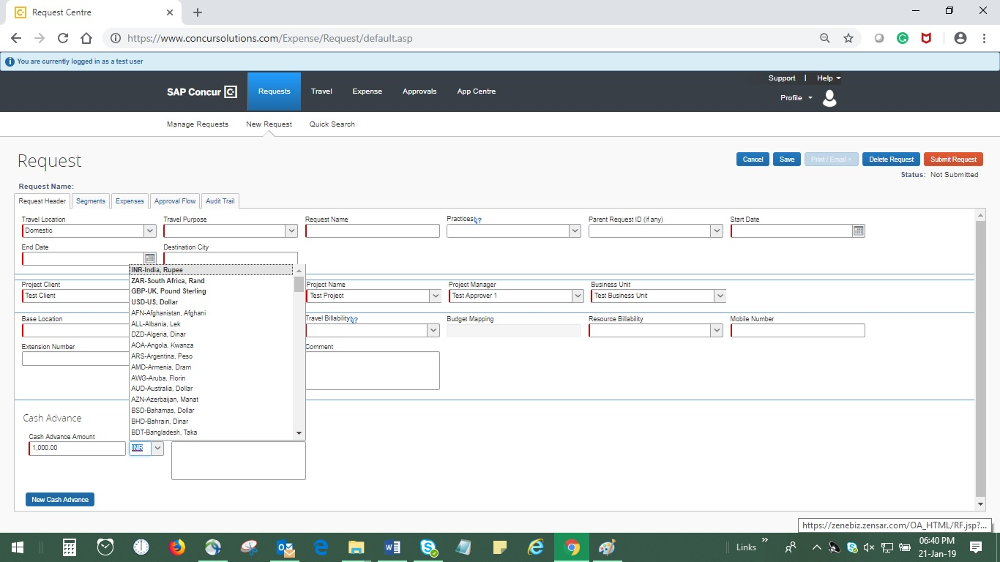 Request Centre
https://www.concursolutions.com/Expense/Request/default.asp
You are currently logged in as a test user
Support | Help
SAP Concur Requests Travel Expense Approvals App Centre
Profile
Manage Requests New Request Quick Search
Request
Cancel Save Print / Email Delete Request Submit Request
Status: Not Submitted
Request Name:
Request Header Segments Expenses Approval Flow Audit Trail
Travel Location Travel Purpose Request Name Practices ? Parent Request ID (if any) Start Date
Domestic
End Date Destination City
INR-India, Rupee
ZAR-South Africa, Rand
GBP-UK, Pound Sterling
USD-US, Dollar
AFN-Afghanistan, Afghani
ALL-Albania, Lek
DZD-Algeria, Dinar
AOA-Angola, Kwanza
ARS-Argentina, Peso
AMD-Armenia, Dram
AWG-Aruba, Florin
AUD-Australia, Dollar
AZN-Azerbaijan, Manat
BSD-Bahamas, Dollar
BHD-Bahrain, Dinar
BDT-Bangladesh, Taka
Project Client Project Name Project Manager Business Unit
Test Client Test Project Test Approver 1 Test Business Unit
Base Location Travel Billability ? Budget Mapping Resource Billability Mobile Number
Extension Number Comment
Cash Advance
Cash Advance Amount
1,000.00 INR
New Cash Advance
https://zenebiz.zensar.com/OA_HTML/RF.jsp?...
Links
06:40 PM
21-Jan-19